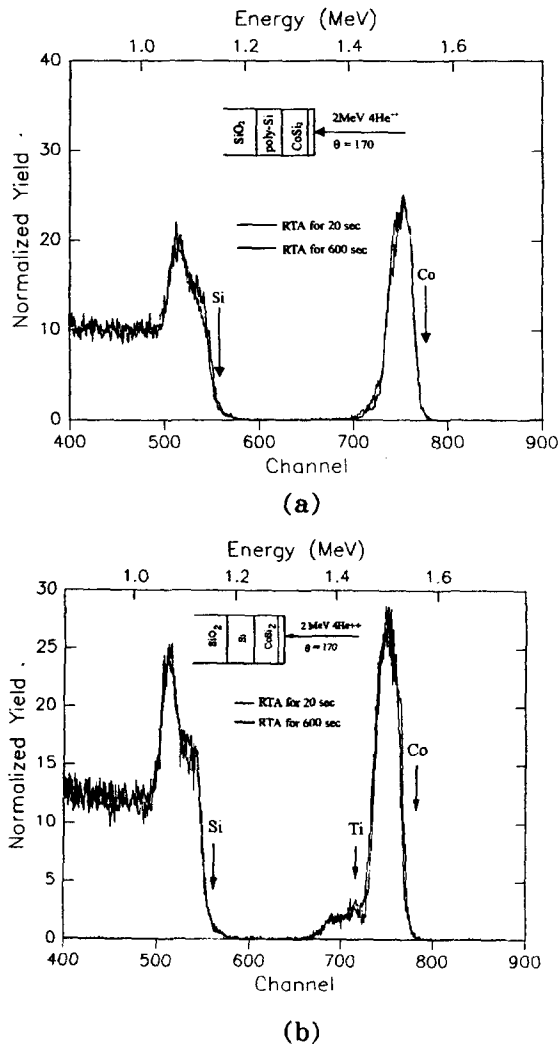 Energy (MeV)
1.0 1.2 1.4 1.6
40
30
20
10
0
Normalized Yield
SiO₂
poly-Si
CoSi₂
2MeV 4He⁺⁺
θ = 170
RTA for 20 sec
RTA for 600 sec
Si
Co
400 500 600 700 800 900
Channel
(a)
Energy (MeV)
1.0 1.2 1.4 1.6
30
25
20
15
10
5
0
Normalized Yield
SiO₂
Si
CoSi₂
2 MeV 4He++
θ = 170
RTA for 20 sec
RTA for 600 sec
Si
Ti
Co
400 500 600 700 800 900
Channel
(b)